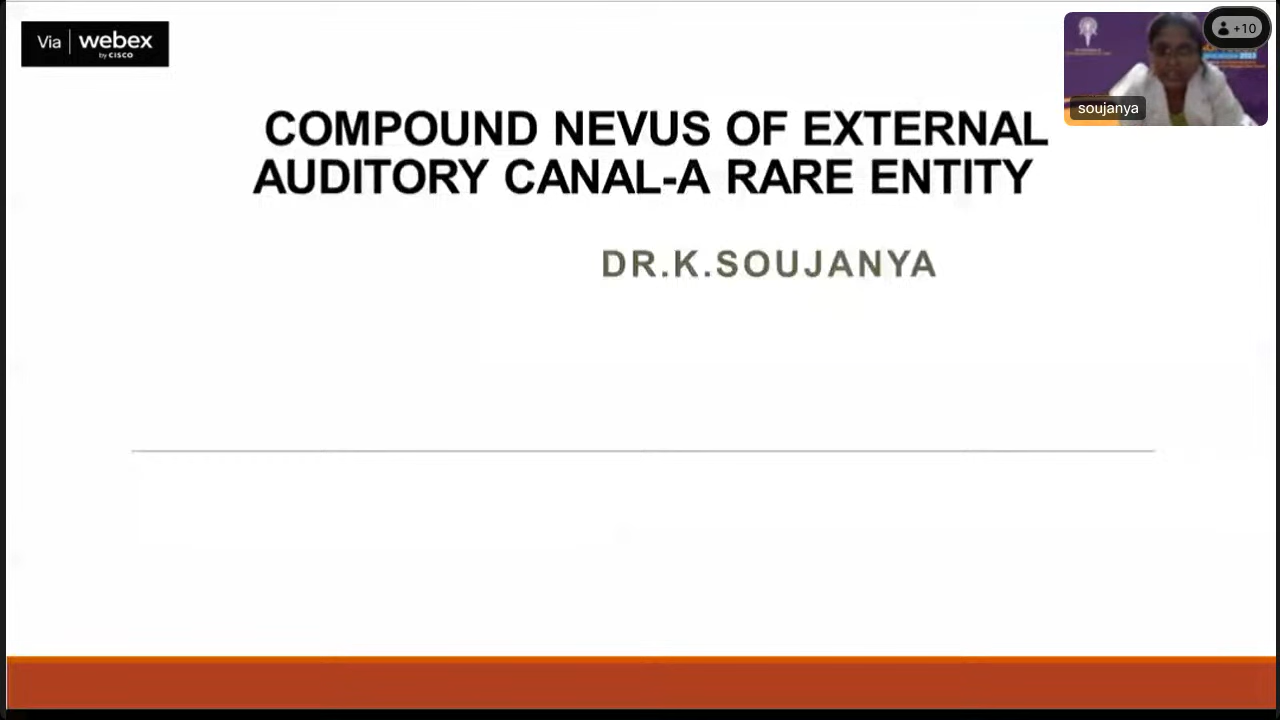 Via webex
by CISCO
+10
soujanya
COMPOUND NEVUS OF EXTERNAL
AUDITORY CANAL-A RARE ENTITY
DR.K.SOUJANYA